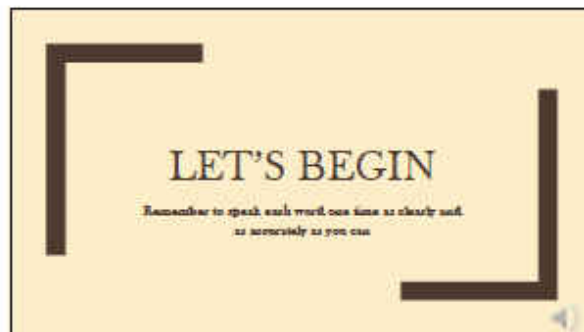 LET'S BEGIN
Remember to speak each word one time as clearly and
as accurately as you can